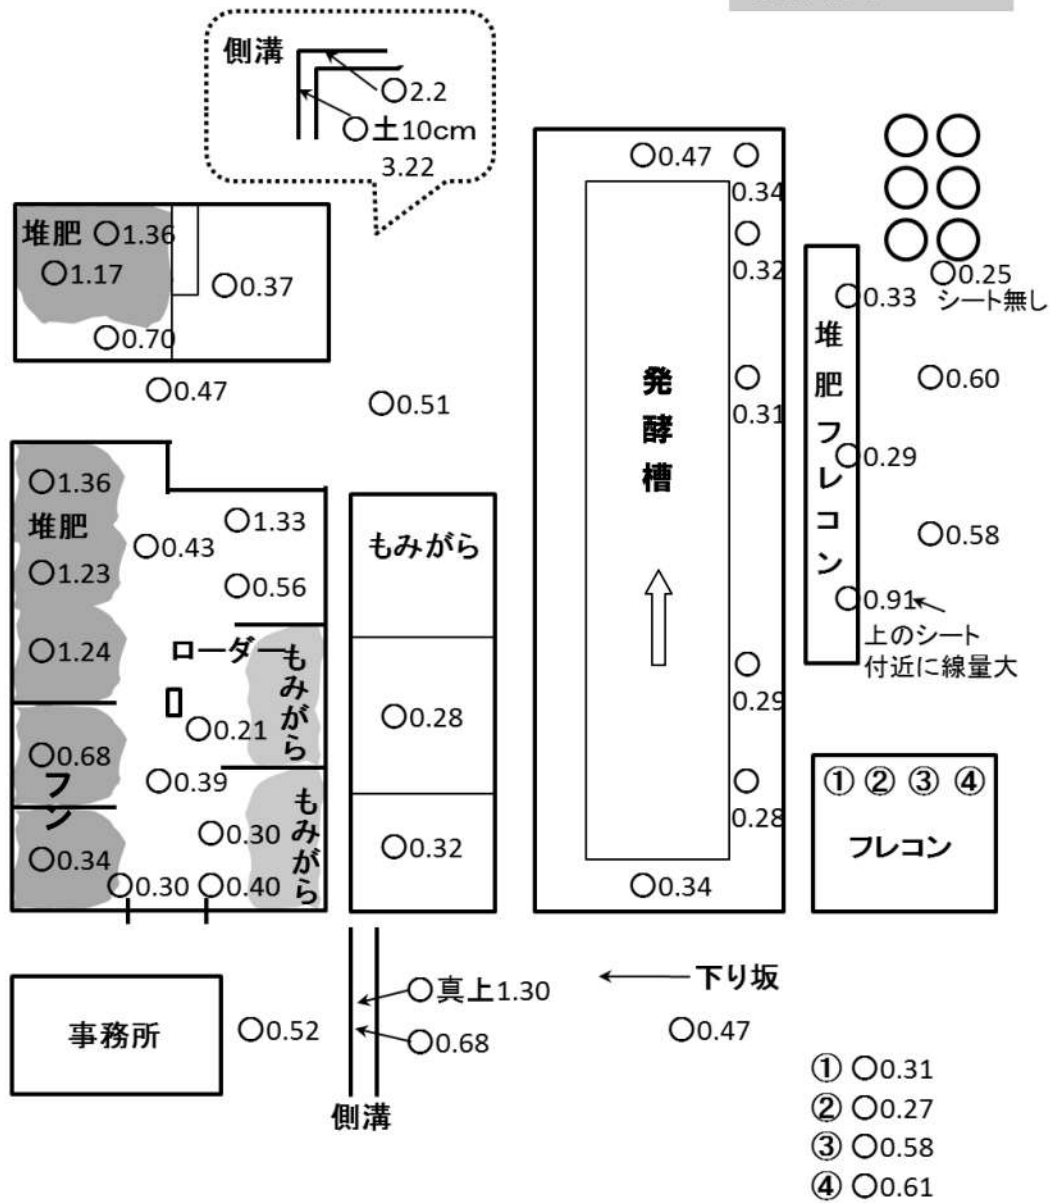 側溝
○2.2
○土10cm
3.22
堆肥 ○1.36
○1.17
○0.37
○0.70
○0.47
○0.51
○1.36
堆肥
○1.23
○1.24
○0.43
○1.33
○0.56
ローダー
○0.21
もみがら
○0.68
フン
○0.39
○0.30
もみがら
○0.34
○0.30
○0.40
もみがら
○0.28
○0.32
○0.47
○
0.34
○
0.32
○
0.31
発酵槽
○
0.29
○
0.28
○0.34
○0.25
シート無し
○0.33
堆肥フレコン
○0.60
○0.29
○0.58
○0.91
上のシート
付近に線量大
① ② ③ ④
フレコン
事務所
○0.52
○真上1.30
○0.68
側溝
下り坂
○0.47
① ○0.31
② ○0.27
③ ○0.58
④ ○0.61